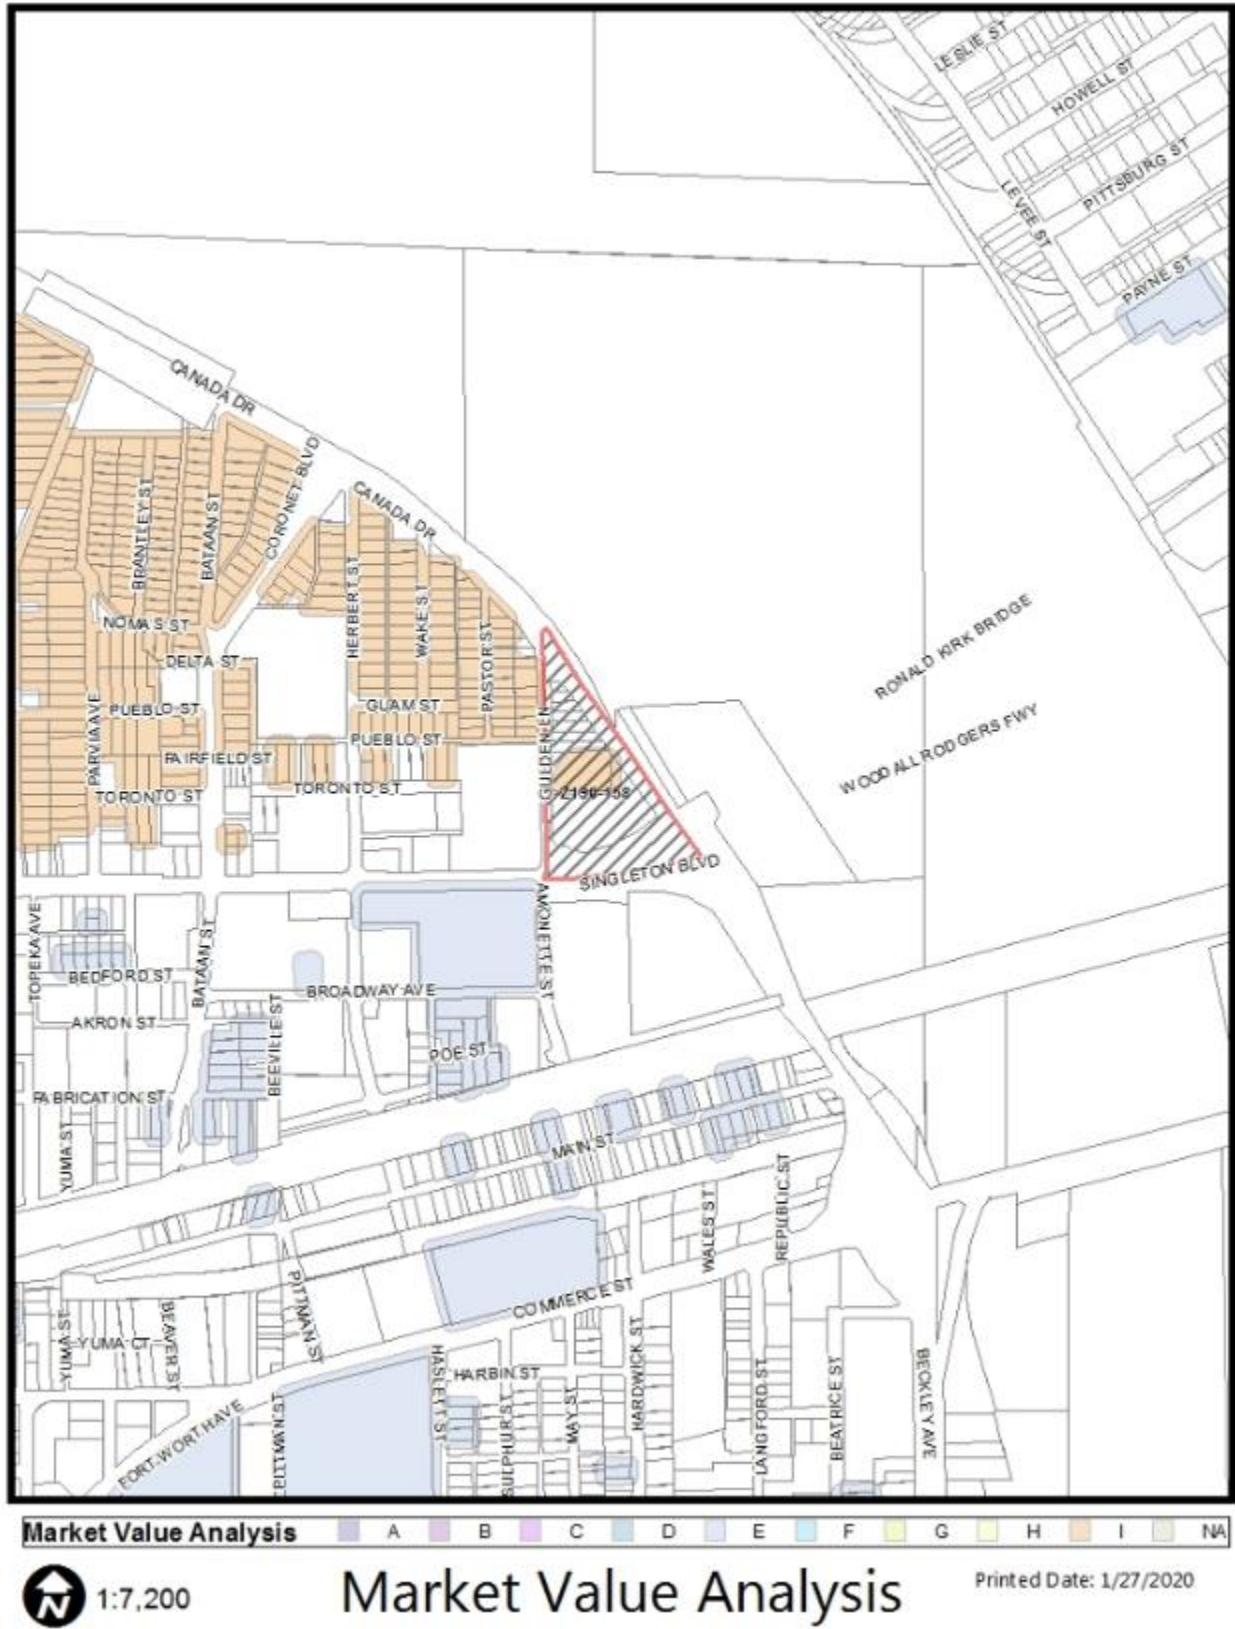 LESLIE ST
HOWELL ST
PITTSBURG ST
LEVEE ST
PAYNE ST
CANADA DR
CORONET BLVD
CANADA DR
BRANTLEY ST
BATAAN ST
HERBERT ST
WAKE ST
PASTOR ST
NOMAS ST
DELTA ST
RONALD KIRK BRIDGE
PUEBLO ST
GUAM ST
PARVIA AVE
PUEBLO ST
WOODALL RODGERS FWY
FAIRFIELD ST
TORONTO ST
TORONTO ST
Z190-158
SINGLETON BLVD
AMONETTE ST
TOPEKA AVE
BATAAN ST
BEDFORD ST
BROADWAY AVE
AKRON ST
BEEVILLE ST
POE ST
FABRICATION ST
MAIN ST
YUMA ST
WALES ST
REPUBLIC ST
PITTMAN ST
COMMERCE ST
YUMA ST
YUMA CT
BEAVER ST
HARDWICK ST
HASLETT ST
HARBIN ST
BECKLEY AVE
FORT WORTH AVE
PITTMAN ST
SULPHUR ST
MAY ST
LANGFORD ST
BEATRICE ST
Market Value Analysis A B C D E F G H I NA
N 1:7,200
Market Value Analysis
Printed Date: 1/27/2020